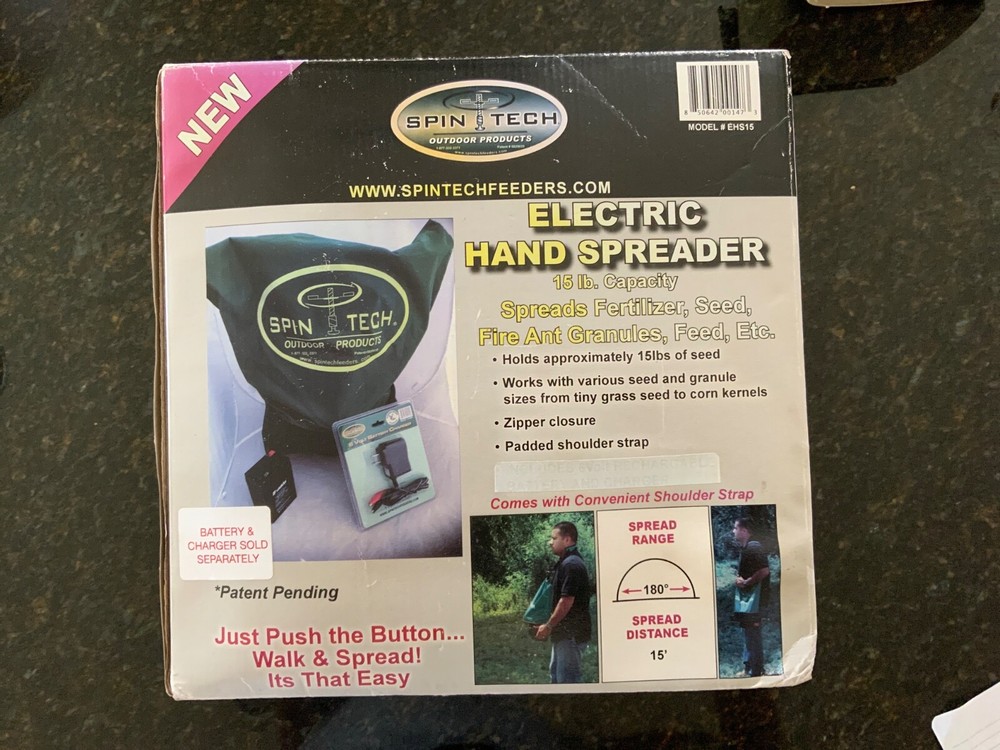 NEW
SPIN TECH
OUTDOOR PRODUCTS
WWW.SPINTECHFEEDERS.COM
8 50642 00147
MODEL # EHS15
ELECTRIC
HAND SPREADER
15 lb. Capacity
Spreads Fertilizer, Seed,
Fire Ant Granules, Feed, Etc.
• Holds approximately 15lbs of seed
• Works with various seed and granule
sizes from tiny grass seed to corn kernels
• Zipper closure
• Padded shoulder strap
Comes with Convenient Shoulder Strap
SPIN TECH®
OUTDOOR PRODUCTS
BATTERY &
CHARGER SOLD
SEPARATELY
*Patent Pending
Just Push the Button...
Walk & Spread!
Its That Easy
SPREAD
RANGE
180°
SPREAD
DISTANCE
15'